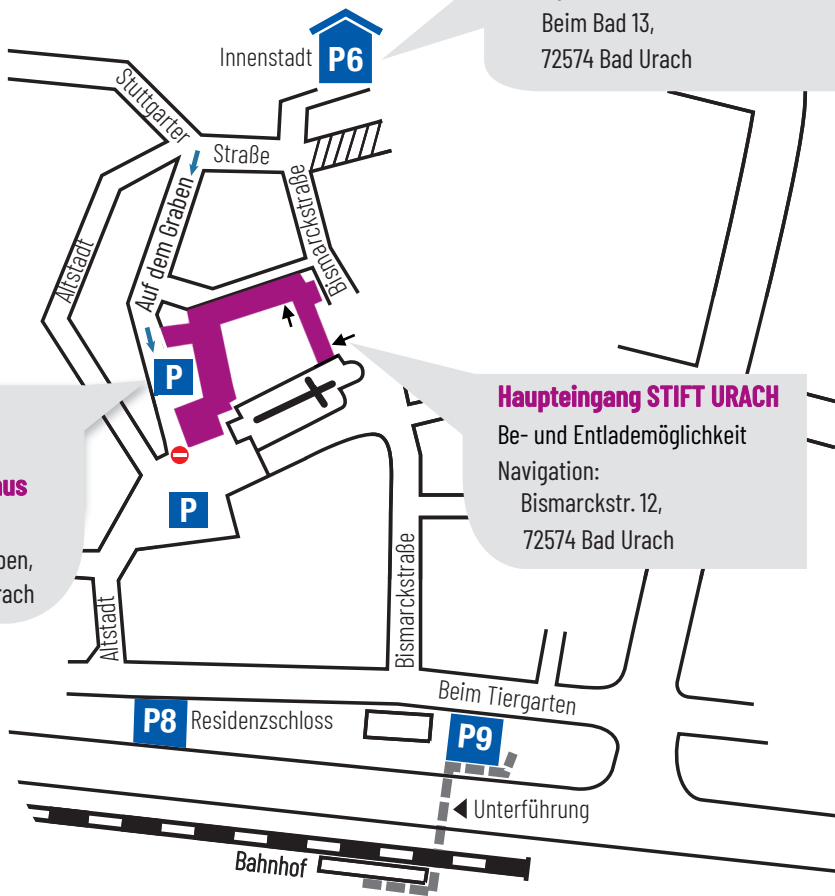 Beim Bad 13,
72574 Bad Urach
Innenstadt
P6
Stuttgarter
Straße
Auf dem Graben
Bismarckstraße
Altstadt
P
Haupteingang STIFT URACH
Be- und Entlademöglichkeit
Navigation:
Bismarckstr. 12,
72574 Bad Urach
P
Bismarckstraße
Altstadt
Beim Tiergarten
P8 Residenzschloss
P9
Unterführung
Bahnhof